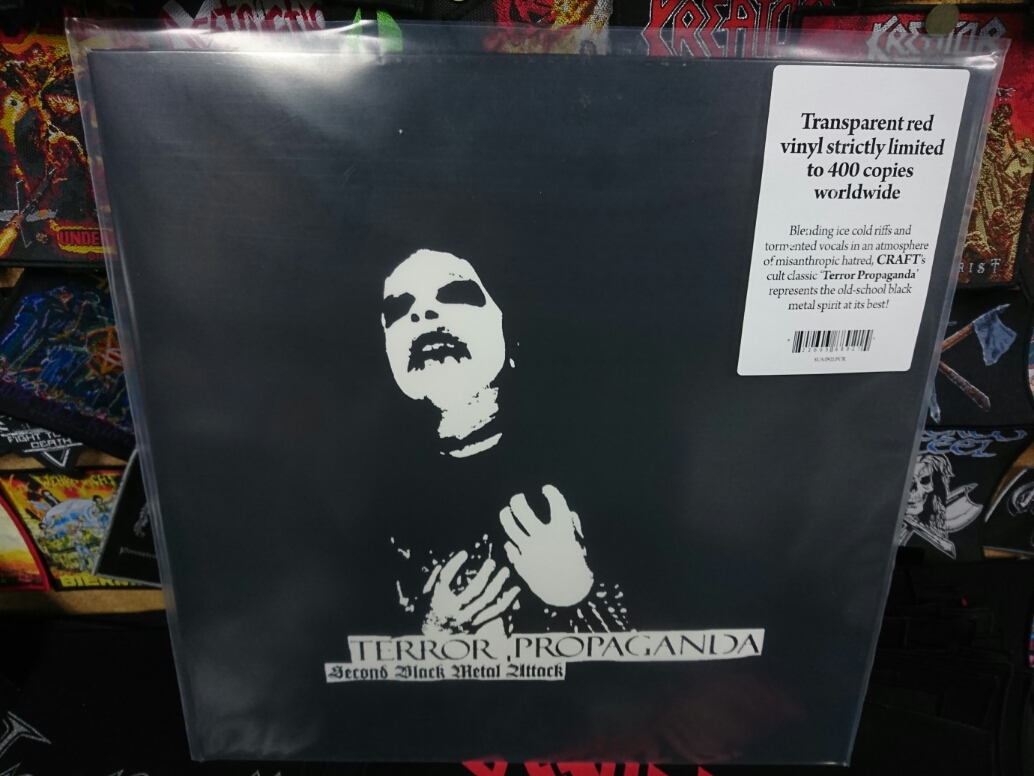 KREATOR
KREATOR
Transparent red
vinyl strictly limited
to 400 copies
worldwide
Blending ice cold riffs and
tormented vocals in an atmosphere
of misanthropic hatred, CRAFT's
cult classic 'Terror Propaganda'
represents the old-school black
metal spirit at its best!
FIGHT TO
DEATH
TERROR PROPAGANDA
Second Black Metal Attack